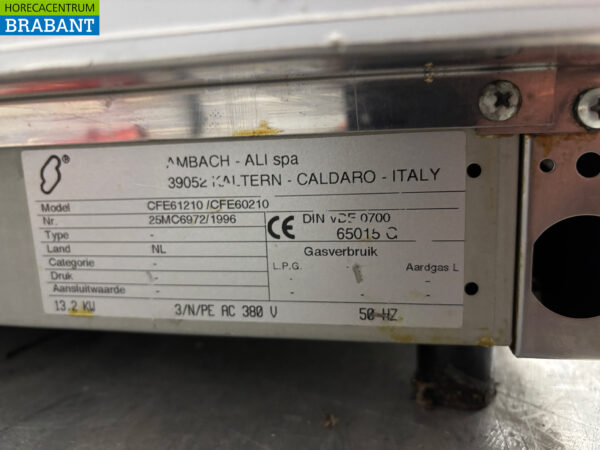 HORECACENTRUM
BRABANT
AMBACH - ALI spa
39052 KALTERN - CALDARO - ITALY
Model CFE61210 /CFE60210
Nr. 25MC6972/1996
Type -
Land NL
Categorie -
Druk -
Aansluitwaarde -
CE DIN VDE 0700
65015 G
Gasverbruik
L.P.G. - Aardgas L
- - -
- - -
13.2 KW 3/N/PE AC 380 V 50 HZ